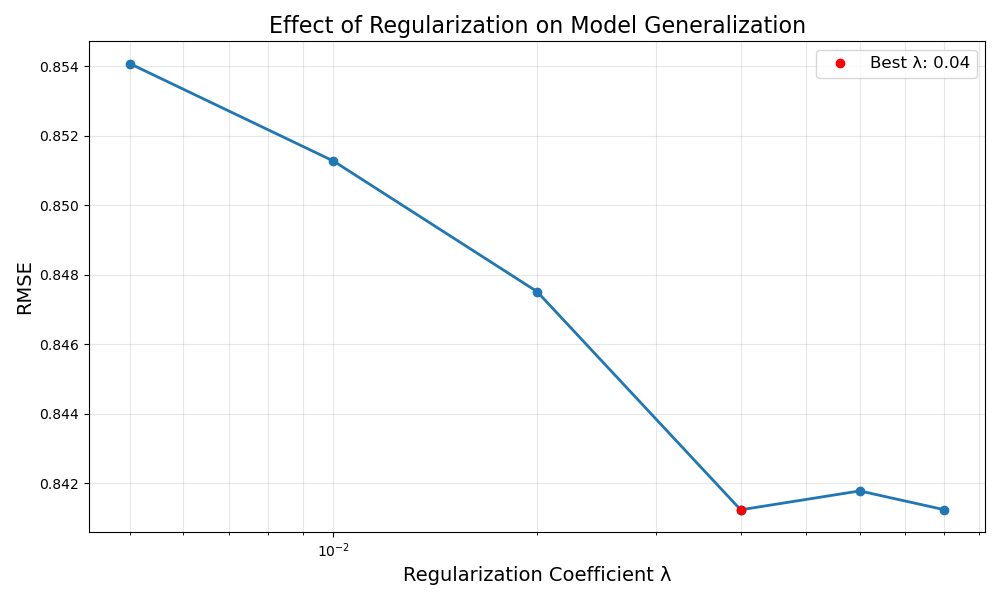 Effect of Regularization on Model Generalization
Best λ: 0.04
0.854
0.852
0.850
0.848
0.846
0.844
0.842
RMSE
10⁻²
Regularization Coefficient λ